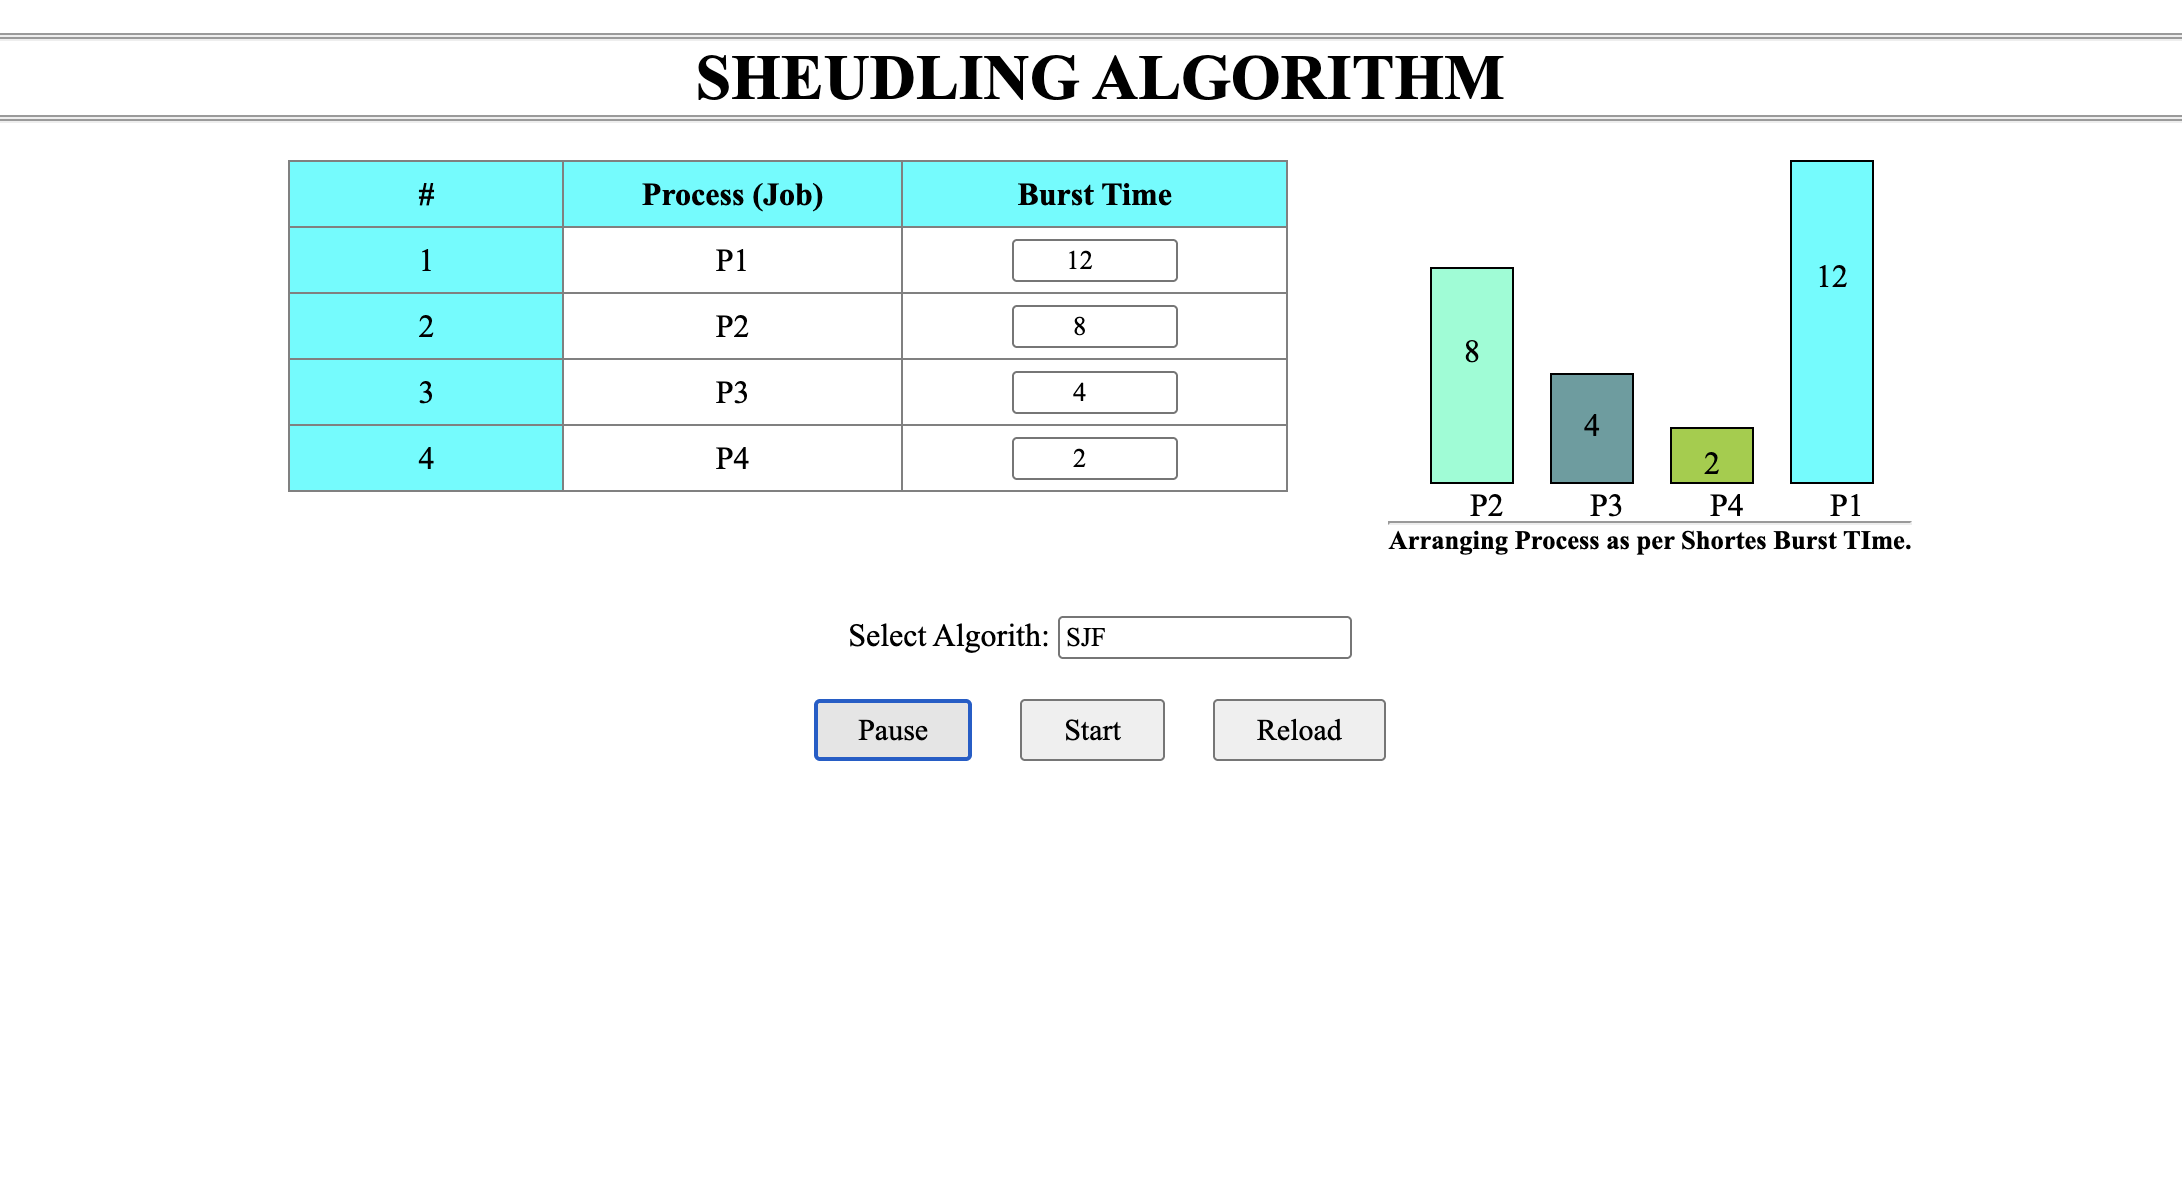 SHEUDLING ALGORITHM
# Process (Job) Burst Time
1 P1 12
2 P2 8
3 P3 4
4 P4 2
8 4 2 12
P2 P3 P4 P1
Arranging Process as per Shortes Burst TIme.
Select Algorith: SJF
Pause Start Reload